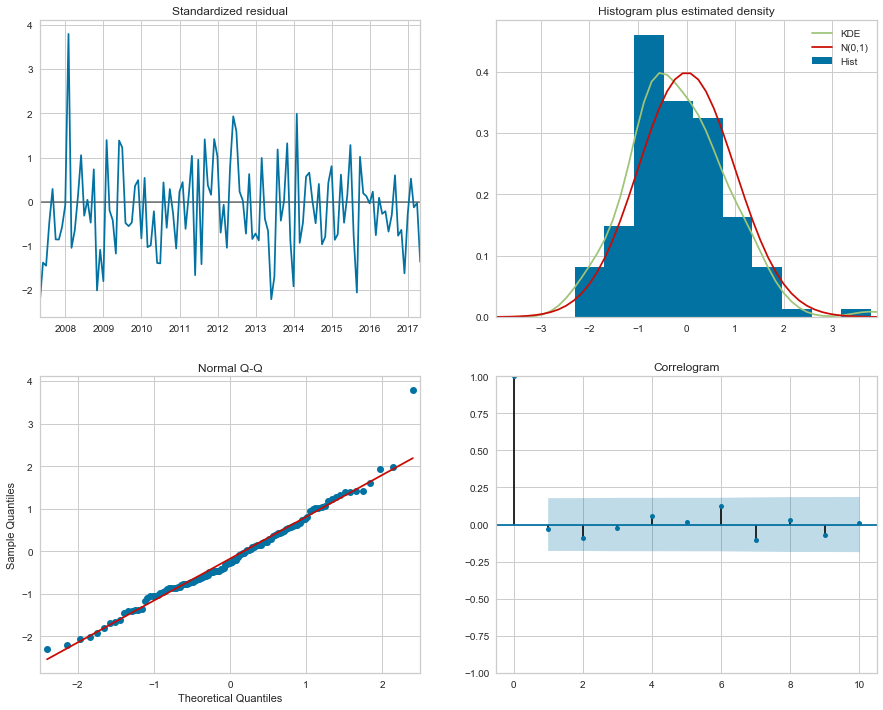 Standardized residual
4
3
2
1
0
−1
−2
2008 2009 2010 2011 2012 2013 2014 2015 2016 2017
Histogram plus estimated density
KDE
N(0,1)
Hist
0.4
0.3
0.2
0.1
0.0
−3 −2 −1 0 1 2 3
Normal Q-Q
Sample Quantiles
4
3
2
1
0
−1
−2
−2 −1 0 1 2
Theoretical Quantiles
Correlogram
1.00
0.75
0.50
0.25
0.00
−0.25
−0.50
−0.75
−1.00
0 2 4 6 8 10